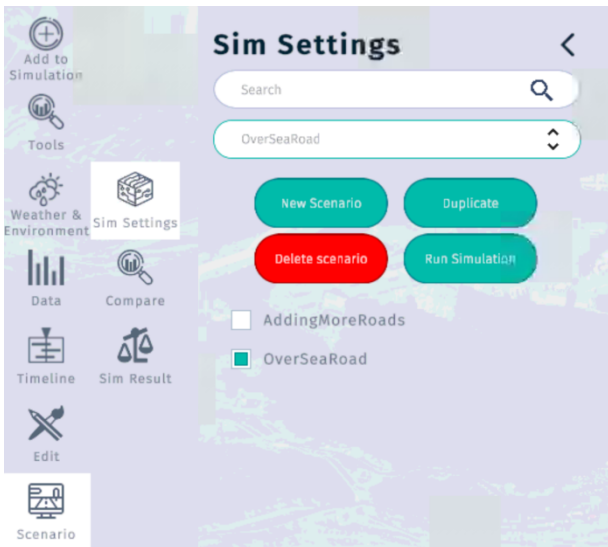 Add to
Simulation
Tools
Weather &
Environment
Data
Timeline
Edit
Scenario
Sim Settings
Compare
Sim Result
Sim Settings
Search
OverSeaRoad
New Scenario
Duplicate
Delete scenario
Run Simulation
AddingMoreRoads
OverSeaRoad